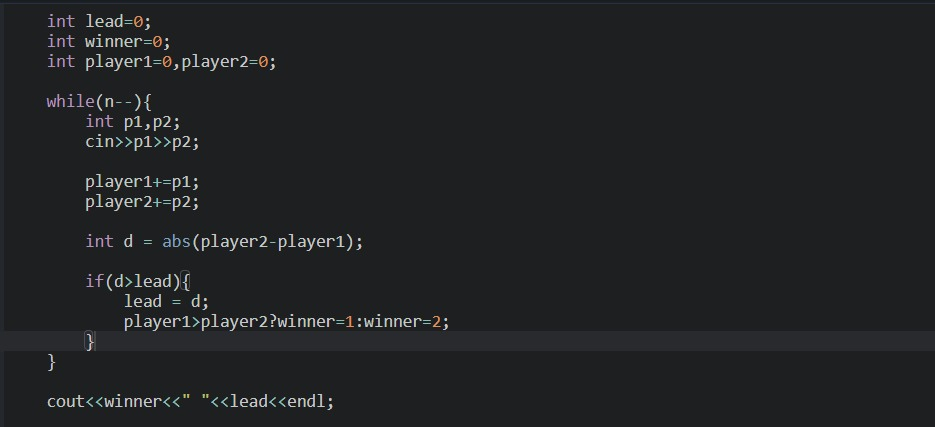 int lead=0;
int winner=0;
int player1=0,player2=0;
while(n--){
int p1,p2;
cin>>p1>>p2;
player1+=p1;
player2+=p2;
int d = abs(player2-player1);
if(d>lead){
lead = d;
player1>player2?winner=1:winner=2;
}
}
cout<<winner<<" "<<lead<<endl;